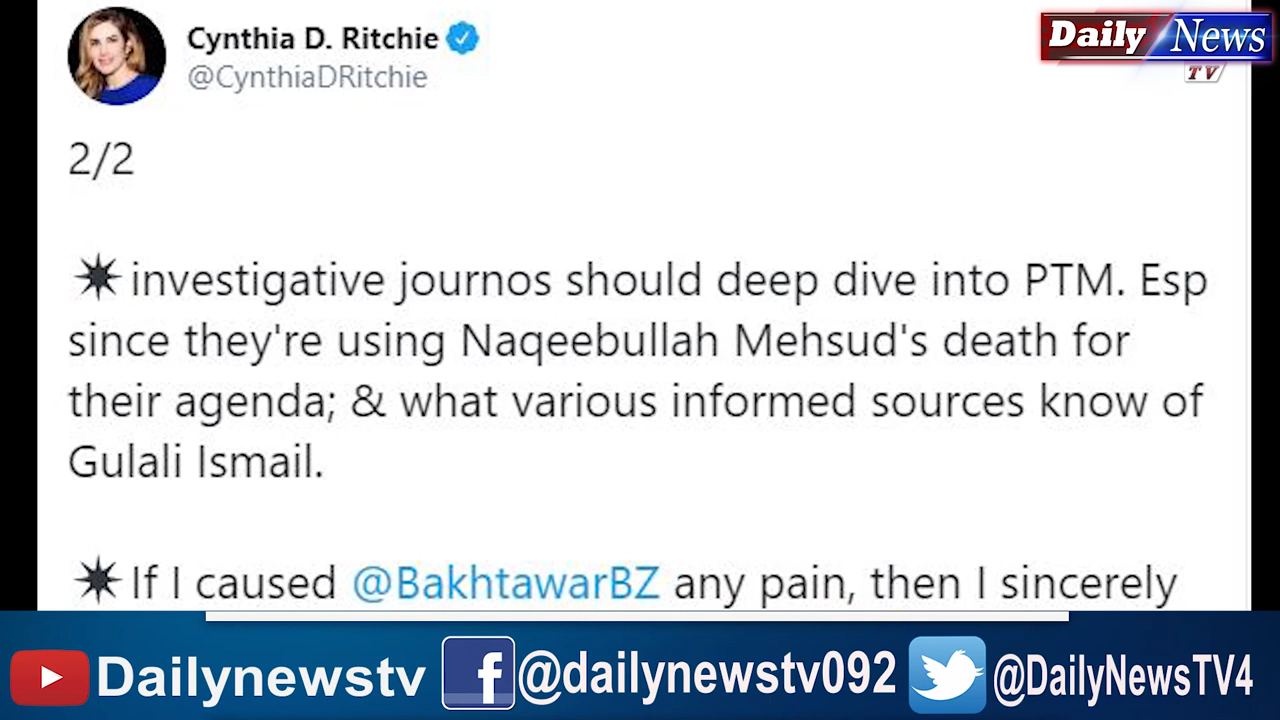 Cynthia D. Ritchie
@CynthiaDRitchie
Daily News
TV
2/2
✷investigative journos should deep dive into PTM. Esp
since they're using Naqeebullah Mehsud's death for
their agenda; & what various informed sources know of
Gulali Ismail.
✷If I caused @BakhtawarBZ any pain, then I sincerely
Dailynewstv
@dailynewstv092
@DailyNewsTV4